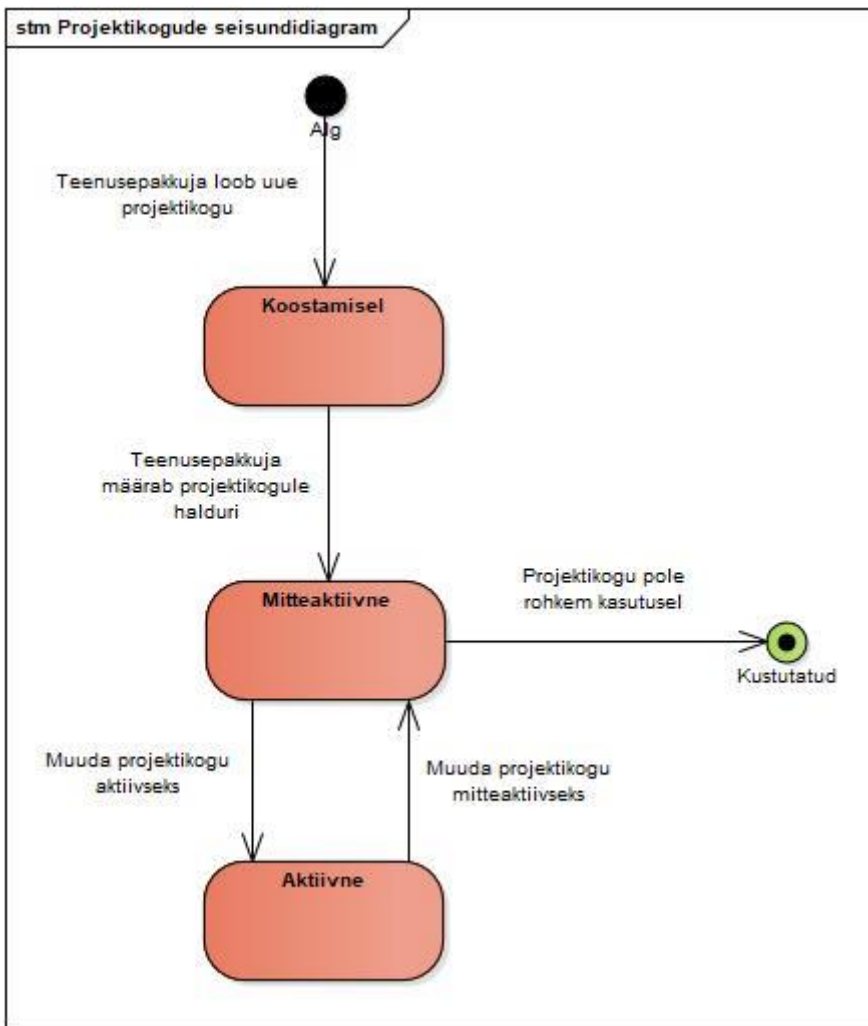 stm Projektikogude seisundidiagram
Alg
Teenusepakkuja loob uue
projektikogu
Koostamisel
Teenusepakkuja
määrab projektikogule
halduri
Mitteaktiivne
Projektikogu pole
rohkem kasutusel
Kustutatud
Muuda projektikogu
aktiivseks
Muuda projektikogu
mitteaktiivseks
Aktiivne